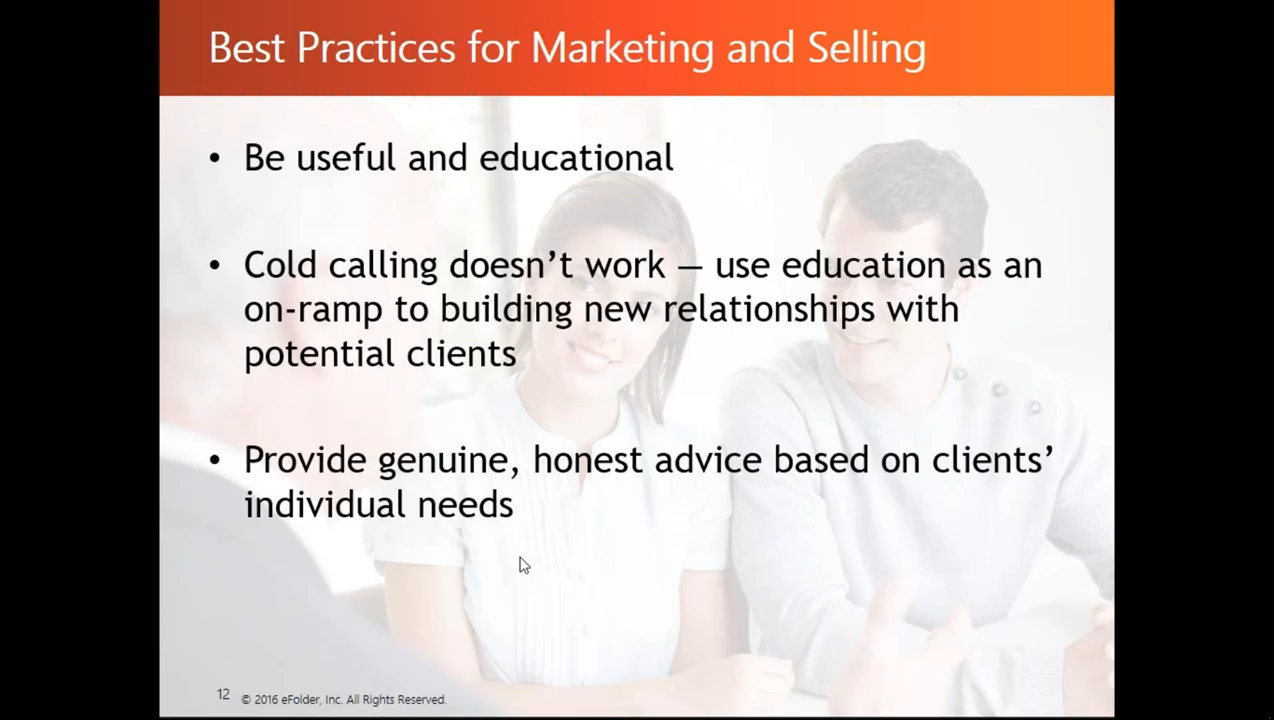 Best Practices for Marketing and Selling
• Be useful and educational
• Cold calling doesn’t work — use education as an
on-ramp to building new relationships with
potential clients
• Provide genuine, honest advice based on clients’
individual needs
12 © 2016 eFolder, Inc. All Rights Reserved.